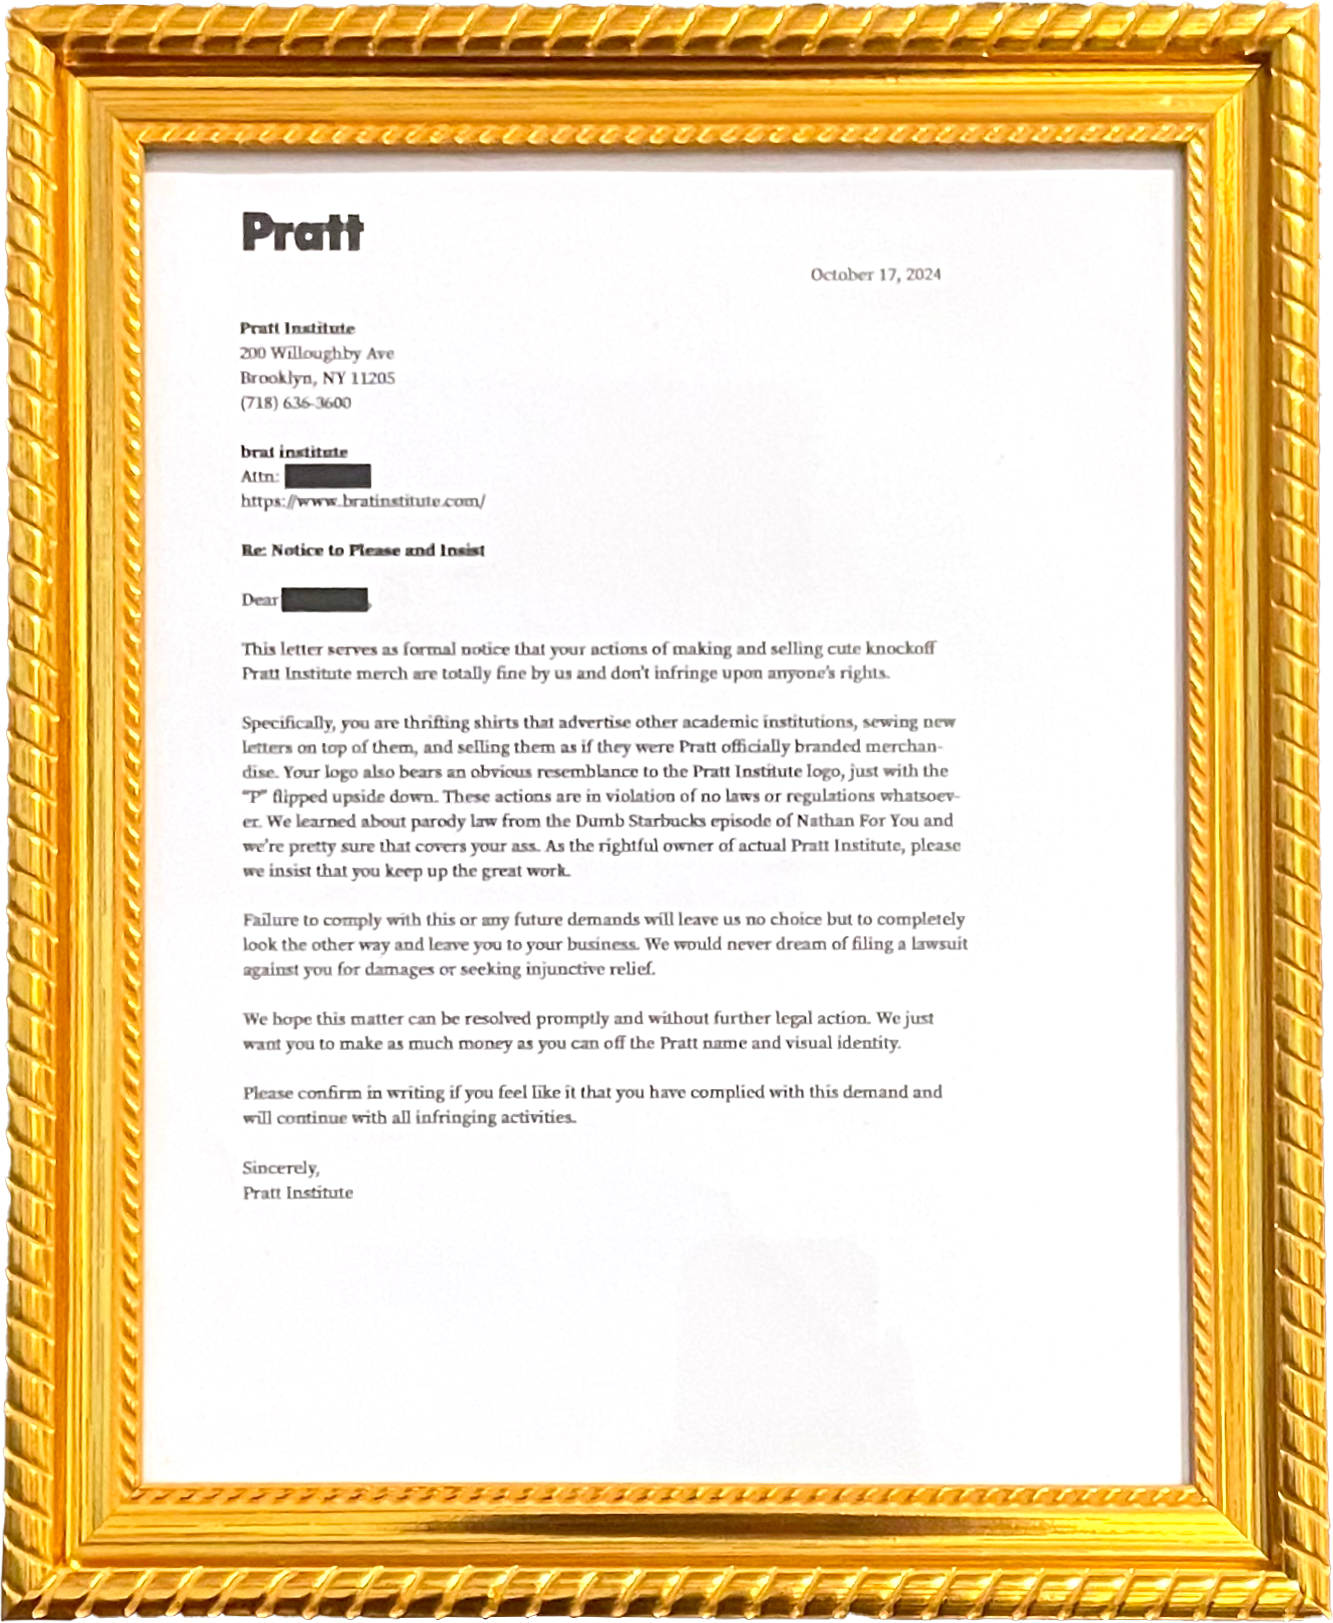 Pratt
October 17, 2024
Pratt Institute
200 Willoughby Ave
Brooklyn, NY 11205
(718) 636-3600
brat institute
Attn:
https://www.bratinstitute.com/
Re: Notice to Please and Insist
Dear
This letter serves as formal notice that your actions of making and selling cute knockoff
Pratt Institute merch are totally fine by us and don't infringe upon anyone's rights.
Specifically, you are thrifting shirts that advertise other academic institutions, sewing new
letters on top of them, and selling them as if they were Pratt officially branded merchan-
dise. Your logo also bears an obvious resemblance to the Pratt Institute logo, just with the
"P" flipped upside down. These actions are in violation of no laws or regulations whatsoev-
er. We learned about parody law from the Dumb Starbucks episode of Nathan For You and
we're pretty sure that covers your ass. As the rightful owner of actual Pratt Institute, please
we insist that you keep up the great work.
Failure to comply with this or any future demands will leave us no choice but to completely
look the other way and leave you to your business. We would never dream of filing a lawsuit
against you for damages or seeking injunctive relief.
We hope this matter can be resolved promptly and without further legal action. We just
want you to make as much money as you can off the Pratt name and visual identity.
Please confirm in writing if you feel like it that you have complied with this demand and
will continue with all infringing activities.
Sincerely,
Pratt Institute